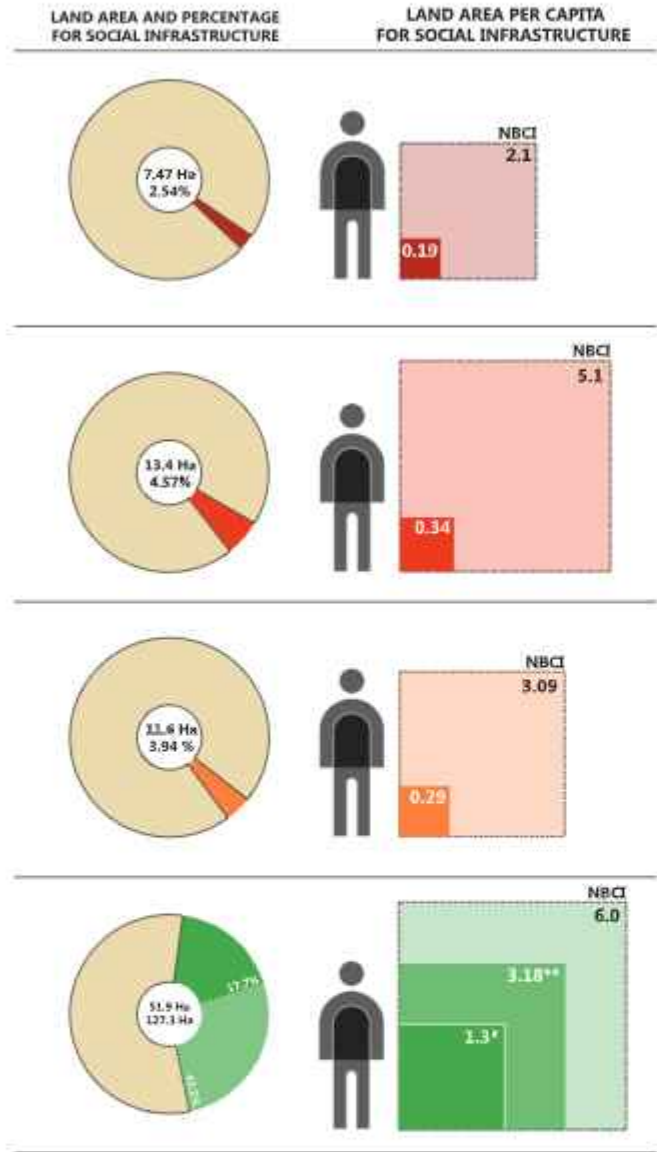 LAND AREA AND PERCENTAGE
FOR SOCIAL INFRASTRUCTURE
LAND AREA PER CAPITA
FOR SOCIAL INFRASTRUCTURE
7.47 Ha
2.54%
NBCI
2.1
0.19
13.4 Ha
4.57%
NBCI
5.1
0.34
11.6 Ha
3.94 %
NBCI
3.09
0.29
17.7%
51.9 Ha
127.3 Ha
NBCI
6.0
3.18**
1.3*